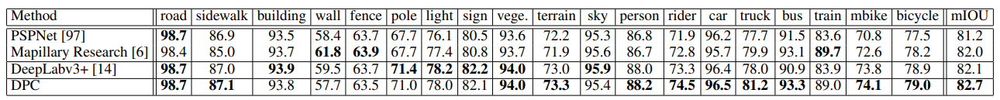 Method road sidewalk building wall fence pole light sign vege. terrain sky person rider car truck bus train mbike bicycle mIOU
PSPNet [97] 98.7 86.9 93.5 58.4 63.7 67.7 76.1 80.5 93.6 72.2 95.3 86.8 71.9 96.2 77.7 91.5 83.6 70.8 77.5 81.2
Mapillary Research [6] 98.4 85.0 93.7 61.8 63.9 67.7 77.4 80.8 93.7 71.9 95.6 86.7 72.8 95.7 79.9 93.1 89.7 72.6 78.2 82.0
DeepLabv3+ [14] 98.7 87.0 93.9 59.5 63.7 71.4 78.2 82.2 94.0 73.0 95.9 88.0 73.3 96.4 78.0 90.9 83.9 73.8 78.9 82.1
DPC 98.7 87.1 93.8 57.7 63.5 71.0 78.0 82.1 94.0 73.3 95.4 88.2 74.5 96.5 81.2 93.3 89.0 74.1 79.0 82.7